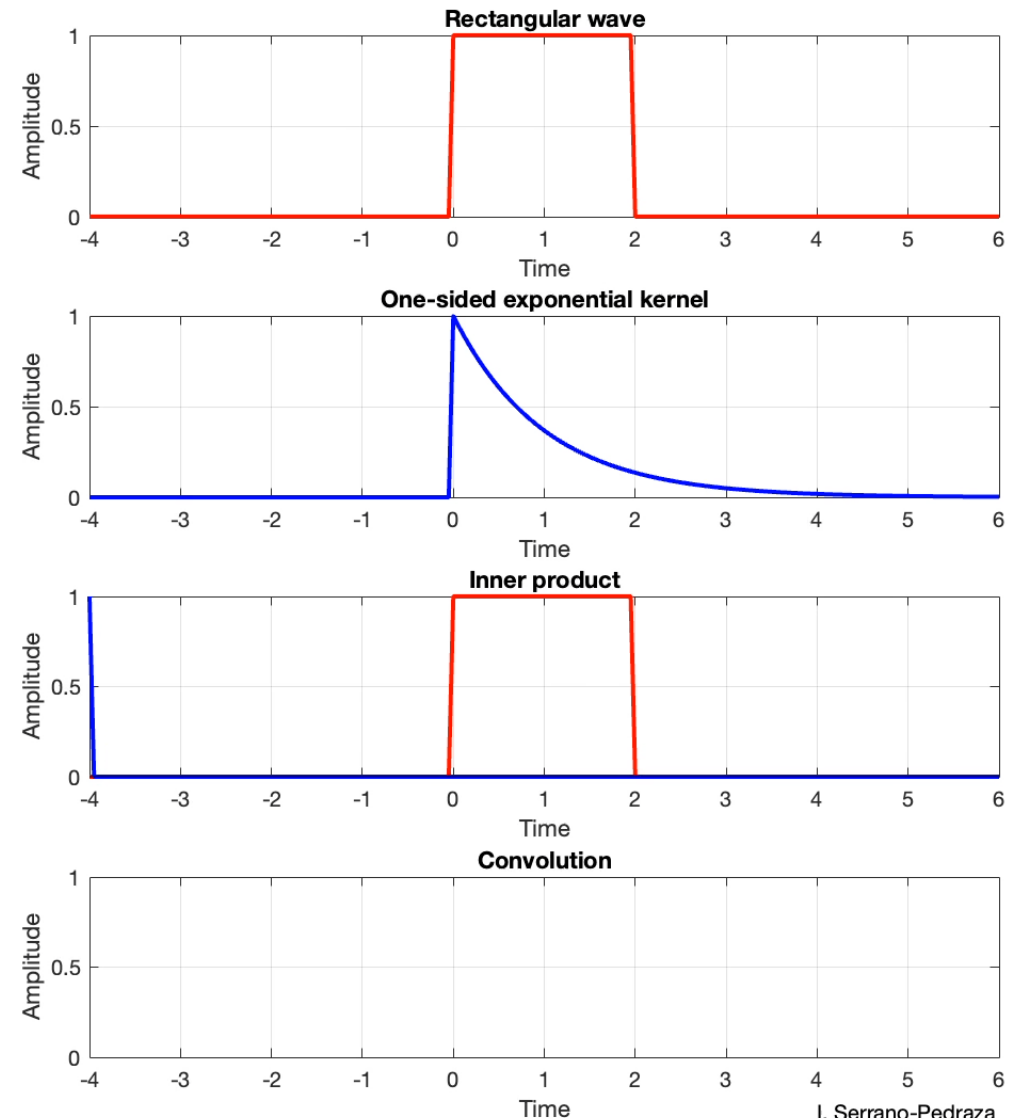 Rectangular wave
1
0.5
0
Amplitude
-4 -3 -2 -1 0 1 2 3 4 5 6
Time
One-sided exponential kernel
1
0.5
0
Amplitude
-4 -3 -2 -1 0 1 2 3 4 5 6
Time
Inner product
1
0.5
0
Amplitude
-4 -3 -2 -1 0 1 2 3 4 5 6
Time
Convolution
1
0.5
0
Amplitude
-4 -3 -2 -1 0 1 2 3 4 5 6
Time
Serrano-Pedraza